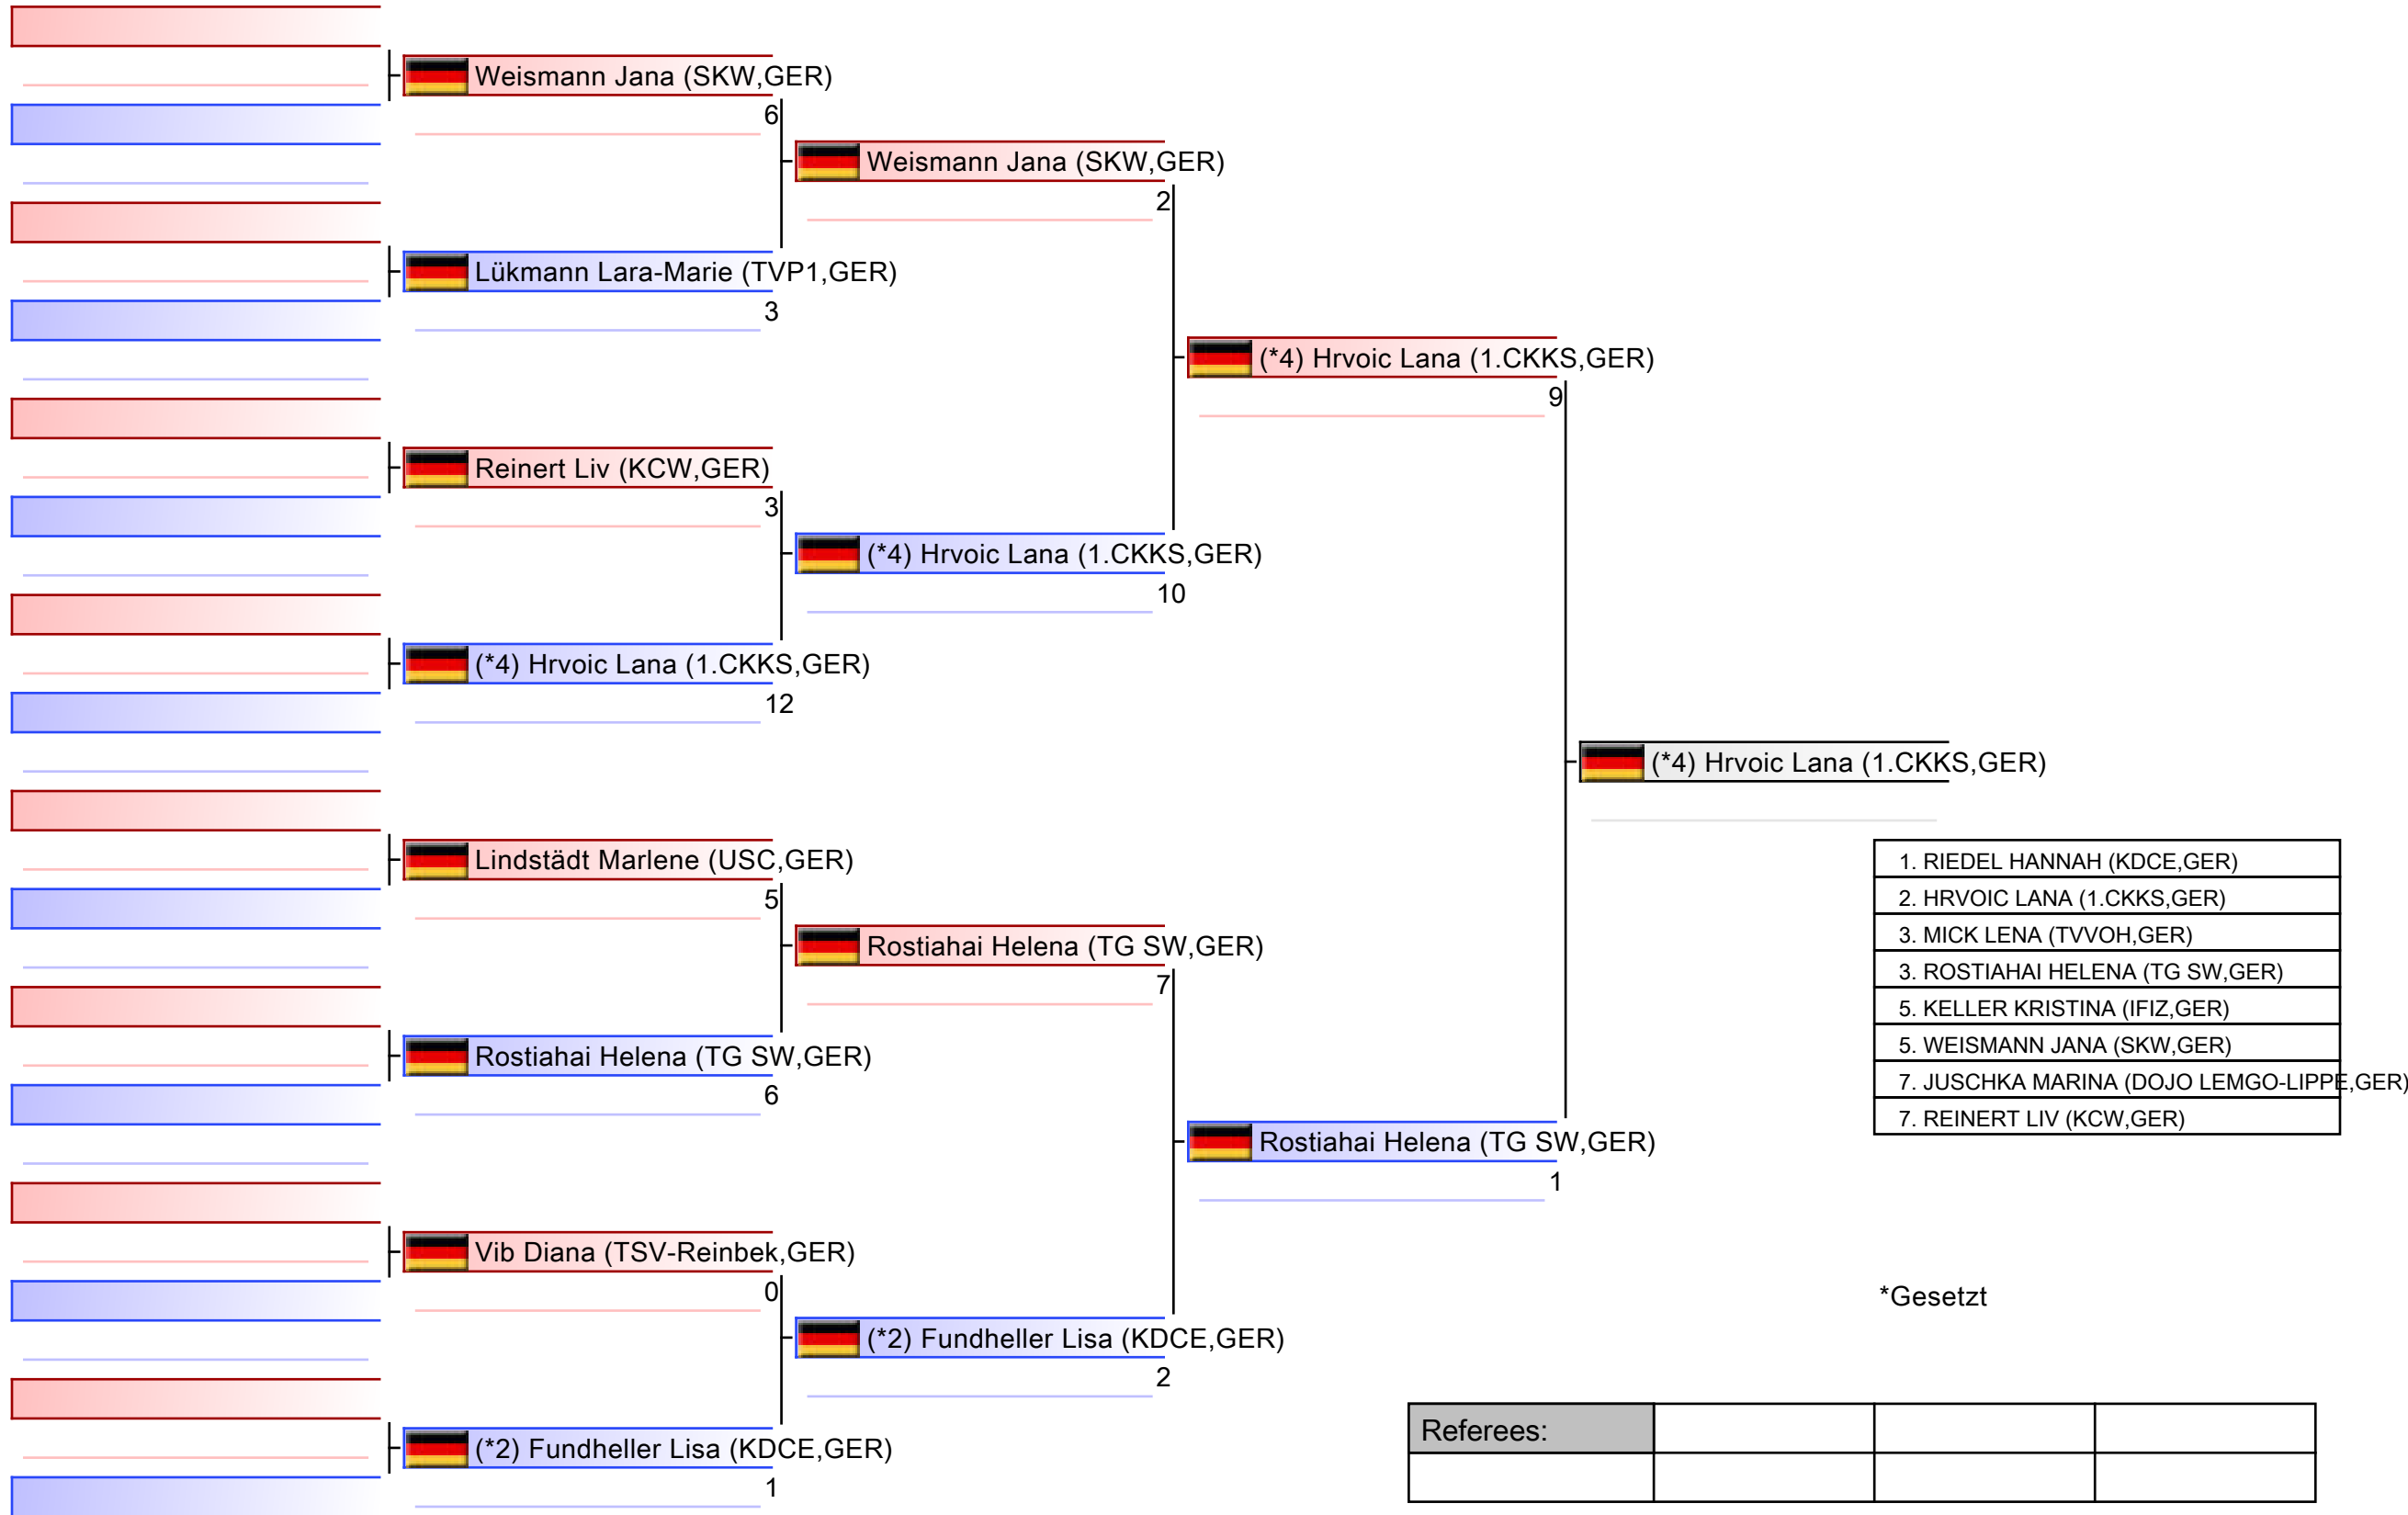 Weismann Jana (SKW,GER)
6
Lükmann Lara-Marie (TVP1,GER)
3
Reinert Liv (KCW,GER)
3
(*4) Hrvoic Lana (1.CKKS,GER)
12
Lindstädt Marlene (USC,GER)
5
Rostiahai Helena (TG SW,GER)
6
Vib Diana (TSV-Reinbek,GER)
0
(*2) Fundheller Lisa (KDCE,GER)
1
Weismann Jana (SKW,GER)
2
(*4) Hrvoic Lana (1.CKKS,GER)
10
Rostiahai Helena (TG SW,GER)
7
(*2) Fundheller Lisa (KDCE,GER)
2
(*4) Hrvoic Lana (1.CKKS,GER)
9
Rostiahai Helena (TG SW,GER)
1
(*4) Hrvoic Lana (1.CKKS,GER)
1. RIEDEL HANNAH (KDCE,GER)
2. HRVOIC LANA (1.CKKS,GER)
3. MICK LENA (TVVOH,GER)
3. ROSTIAHAI HELENA (TG SW,GER)
5. KELLER KRISTINA (IFIZ,GER)
5. WEISMANN JANA (SKW,GER)
7. JUSCHKA MARINA (DOJO LEMGO-LIPPE,GER)
7. REINERT LIV (KCW,GER)
*Gesetzt
Referees: